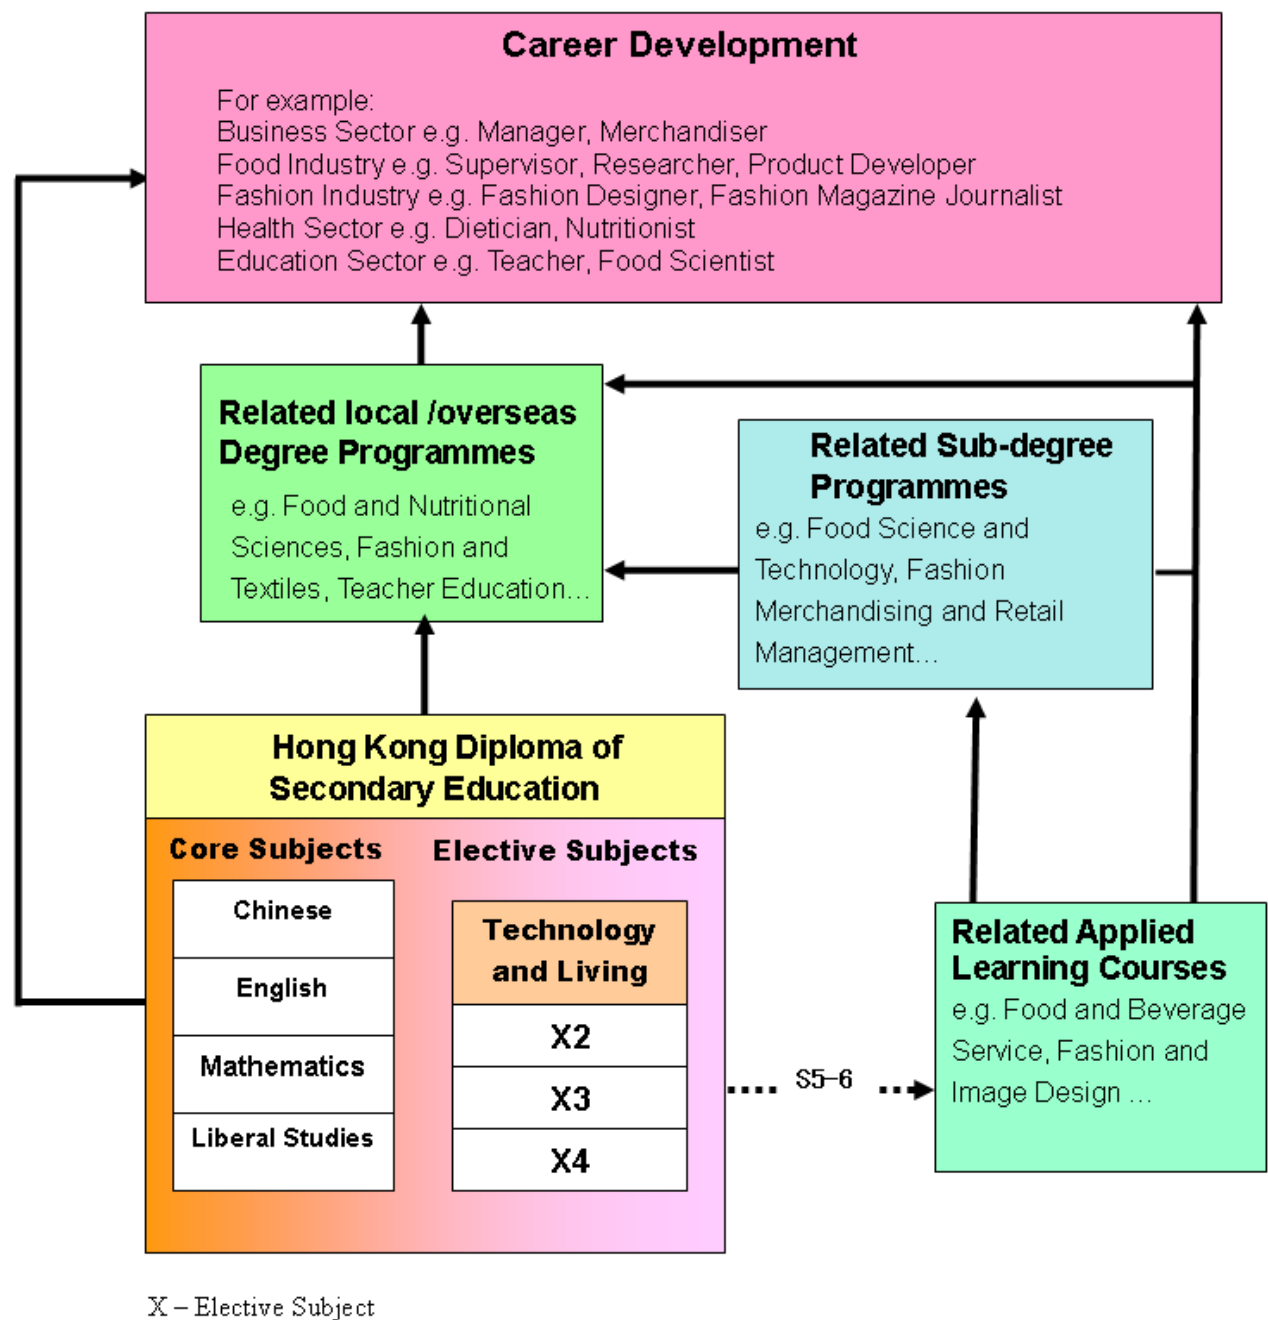 Career Development
For example:
Business Sector e.g. Manager, Merchandiser
Food Industry e.g. Supervisor, Researcher, Product Developer
Fashion Industry e.g. Fashion Designer, Fashion Magazine Journalist
Health Sector e.g. Dietician, Nutritionist
Education Sector e.g. Teacher, Food Scientist
Related local /overseas
Degree Programmes
e.g. Food and Nutritional
Sciences, Fashion and
Textiles, Teacher Education...
Related Sub-degree
Programmes
e.g. Food Science and
Technology, Fashion
Merchandising and Retail
Management...
Hong Kong Diploma of
Secondary Education
Core Subjects
Chinese
English
Mathematics
Liberal Studies
Elective Subjects
Technology
and Living
X2
X3
X4
S5-6
Related Applied
Learning Courses
e.g. Food and Beverage
Service, Fashion and
Image Design ...
X – Elective Subject